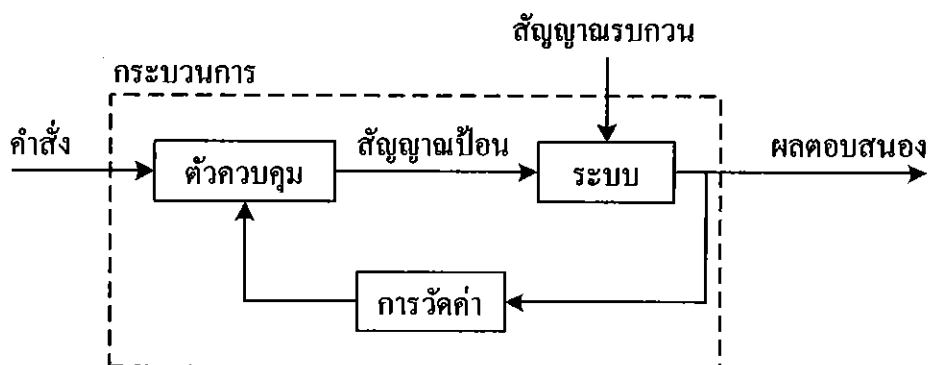 สัญญาณรบกวน
กระบวนการ
คำสั่ง
ตัวควบคุม
สัญญาณป้อน
ระบบ
ผลตอบสนอง
การวัดค่า